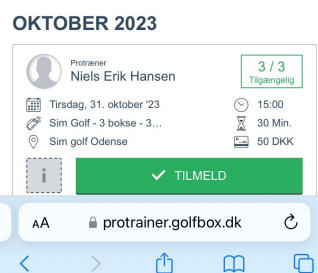 OKTOBER 2023
Protræner
Niels Erik Hansen
3 / 3
Tilgængelig
Tirsdag, 31. oktober '23
15:00
Sim Golf - 3 bokse - 3...
30 Min.
Sim golf Odense
50 DKK
i
TILMELD
AA
protrainer.golfbox.dk